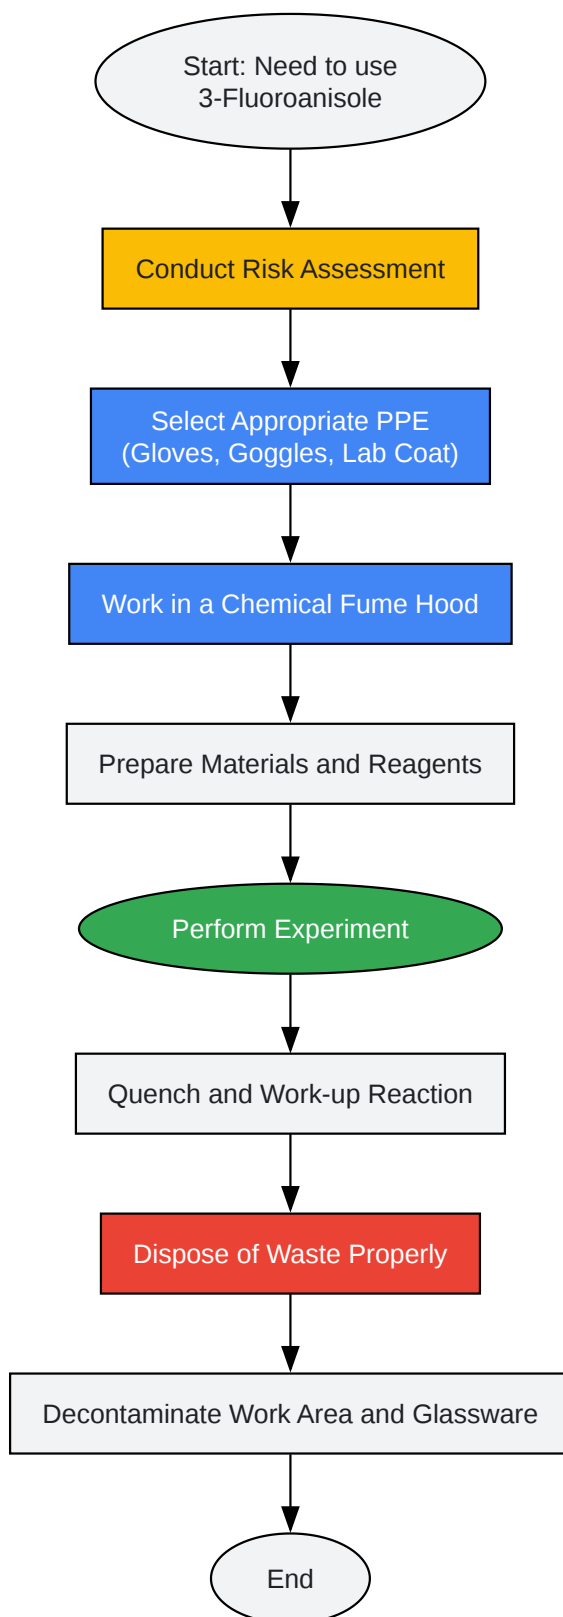 Start: Need to use
3-Fluoroanisole
Conduct Risk Assessment
Select Appropriate PPE
(Gloves, Goggles, Lab Coat)
Work in a Chemical Fume Hood
Prepare Materials and Reagents
Perform Experiment
Quench and Work-up Reaction
Dispose of Waste Properly
Decontaminate Work Area and Glassware
End